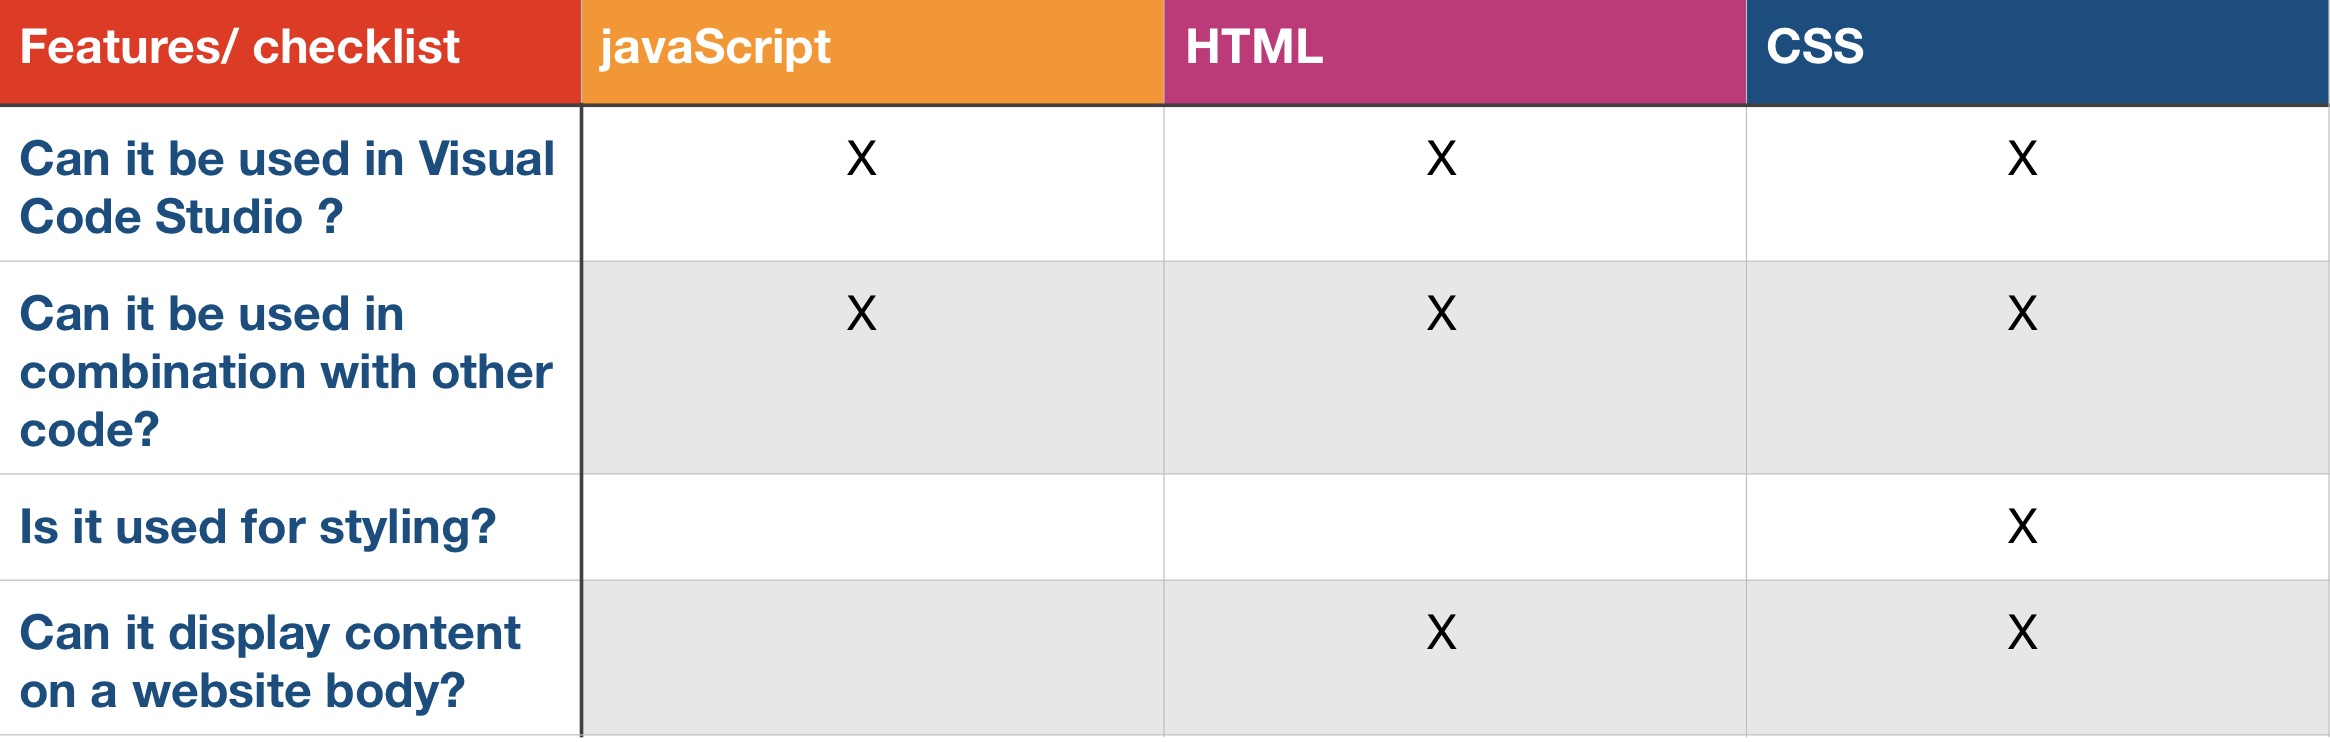 Features/ checklist javaScript HTML CSS
Can it be used in Visual X X X
Code Studio ?
Can it be used in X X X
combination with other
code?
Is it used for styling? X
Can it display content X X
on a website body?